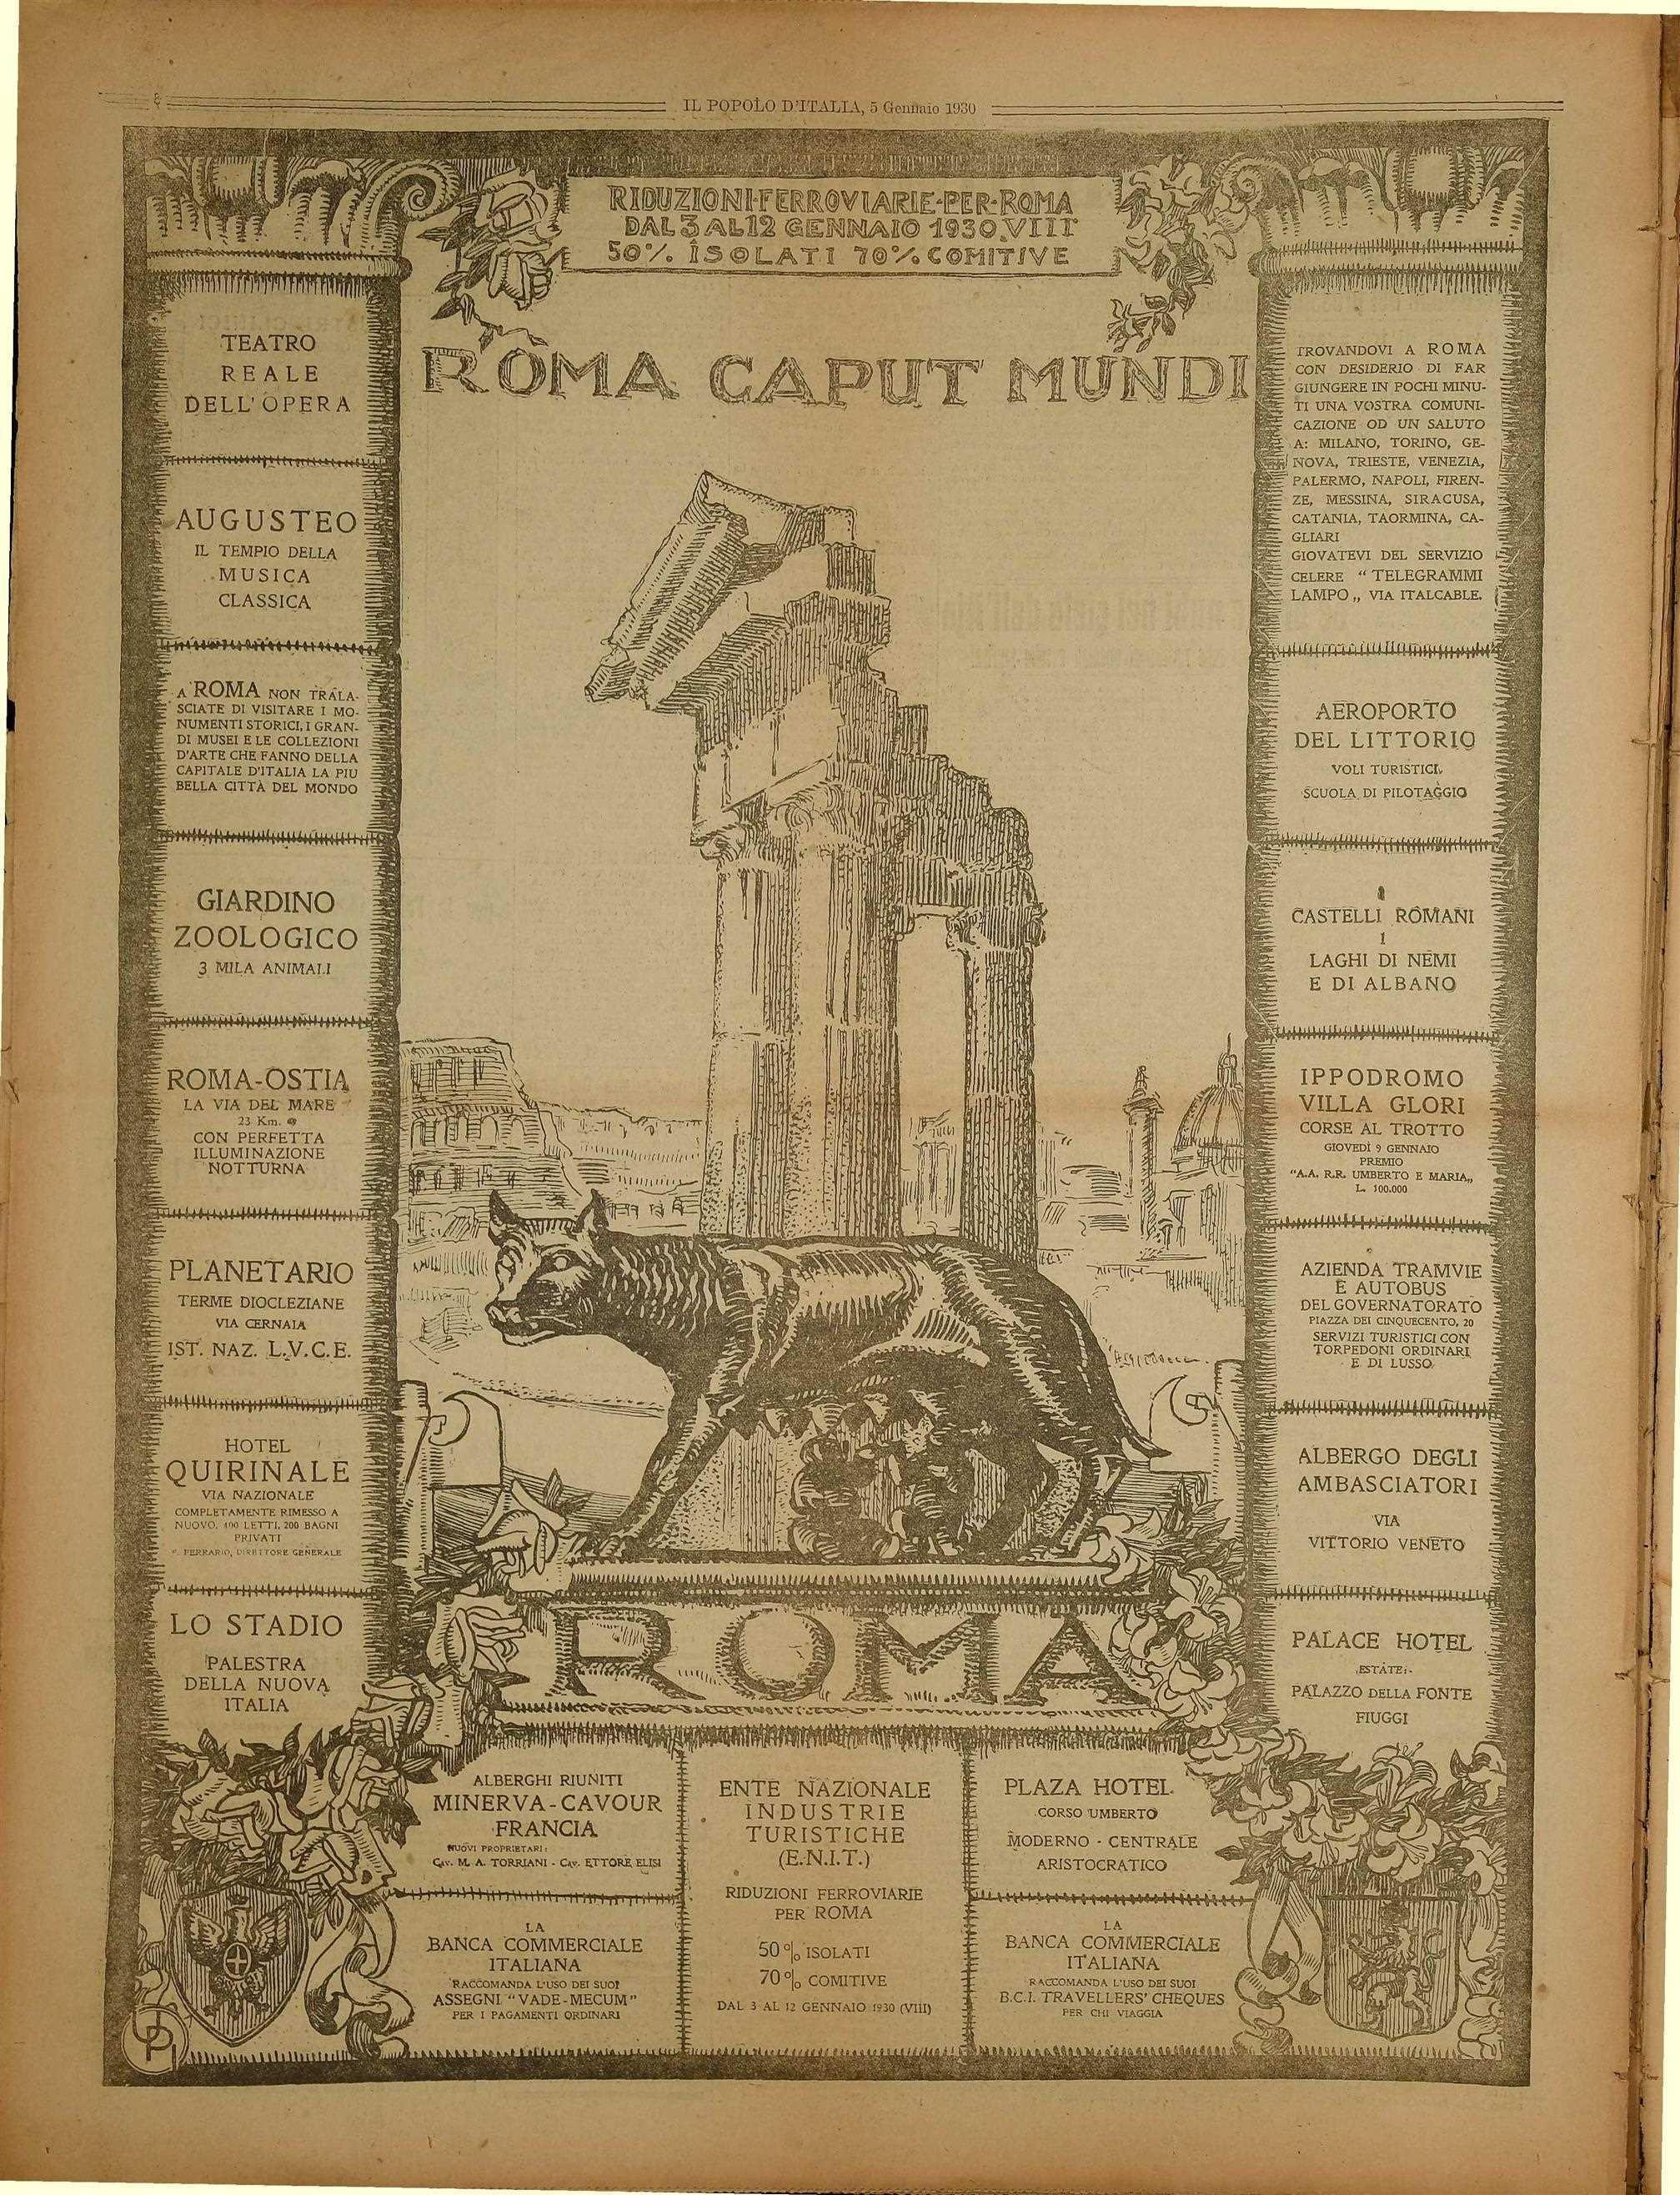 8
IL POPOLO D'ITALIA, 5 Gennaio 1930
RIDUZIONI-FERROVIARIE-PER-ROMA
DAL 3 AL 12 GENNAIO 1930. VIII
50% ISOLATI 70% COMITIVE
ROMA CAPUT MUNDI
TEATRO
REALE
DELL'OPERA
AUGUSTEO
IL TEMPIO DELLA
MUSICA
CLASSICA
A ROMA NON TRALA-
SCIATE DI VISITARE I MO-
NUMENTI STORICI, I GRAN-
DI MUSEI E LE COLLEZIONI
D'ARTE CHE FANNO DELLA
CAPITALE D'ITALIA LA PIU
BELLA CITTÀ DEL MONDO
GIARDINO
ZOOLOGICO
3 MILA ANIMALI
ROMA-OSTIA
LA VIA DEL MARE
23 Km.
CON PERFETTA
ILLUMINAZIONE
NOTTURNA
PLANETARIO
TERME DIOCLEZIANE
VIA CERNAIA
IST. NAZ. L.V.C.E.
HOTEL
QUIRINALE
VIA NAZIONALE
COMPLETAMENTE RIMESSO A
NUOVO. 400 LETTI. 200 BAGNI
PRIVATI
FERRARIO, DIRETTORE GENERALE
LO STADIO
PALESTRA
DELLA NUOVA
ITALIA
TROVANDOVI A ROMA
CON DESIDERIO DI FAR
GIUNGERE IN POCHI MINU-
TI UNA VOSTRA COMUNI-
CAZIONE OD UN SALUTO
A: MILANO, TORINO, GE-
NOVA, TRIESTE, VENEZIA,
PALERMO, NAPOLI, FIREN-
ZE, MESSINA, SIRACUSA,
CATANIA, TAORMINA, CA-
GLIARI
GIOVATEVI DEL SERVIZIO
CELERE "TELEGRAMMI
LAMPO„ VIA ITALCABLE.
AEROPORTO
DEL LITTORIO
VOLI TURISTICI.
SCUOLA DI PILOTAGGIO
I
CASTELLI ROMANI
I
LAGHI DI NEMI
E DI ALBANO
IPPODROMO
VILLA GLORI
CORSE AL TROTTO
GIOVEDÌ 9 GENNAIO
PREMIO
"A.A. R.R. UMBERTO E MARIA„
L. 100.000
AZIENDA TRAMVIE
E AUTOBUS
DEL GOVERNATORATO
PIAZZA DEI CINQUECENTO, 20
SERVIZI TURISTICI CON
TORPEDONI ORDINARI
E DI LUSSO
ALBERGO DEGLI
AMBASCIATORI
VIA
VITTORIO VENETO
PALACE HOTEL
ESTATE:-
PALAZZO DELLA FONTE
FIUGGI
ROMA
ALBERGHI RIUNITI
MINERVA-CAVOUR
FRANCIA
NUOVI PROPRIETARI:
Cav. M. A. TORRIANI - Cav. ETTORE ELISI
LA
BANCA COMMERCIALE
ITALIANA
RACCOMANDA L'USO DEI SUOI
ASSEGNI "VADE-MECUM"
PER I PAGAMENTI ORDINARI
ENTE NAZIONALE
INDUSTRIE
TURISTICHE
(E.N.I.T.)
RIDUZIONI FERROVIARIE
PER ROMA
50% ISOLATI
70% COMITIVE
DAL 3 AL 12 GENNAIO 1930 (VIII)
PLAZA HOTEL
CORSO UMBERTO
MODERNO - CENTRALE
ARISTOCRATICO
LA
BANCA COMMERCIALE
ITALIANA
RACCOMANDA L'USO DEI SUOI
B.C.I. TRAVELLERS' CHEQUES
PER CHI VIAGGIA
UPI